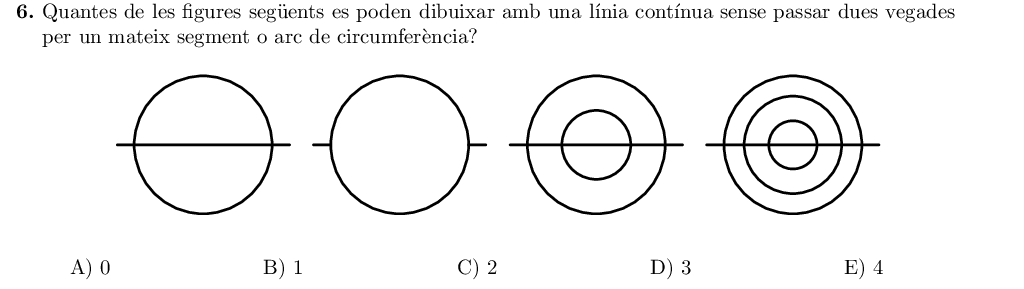 6. Quantes de les figures següents es poden dibuixar amb una línia contínua sense passar dues vegades
per un mateix segment o arc de circumferència?
A) 0 B) 1 C) 2 D) 3 E) 4